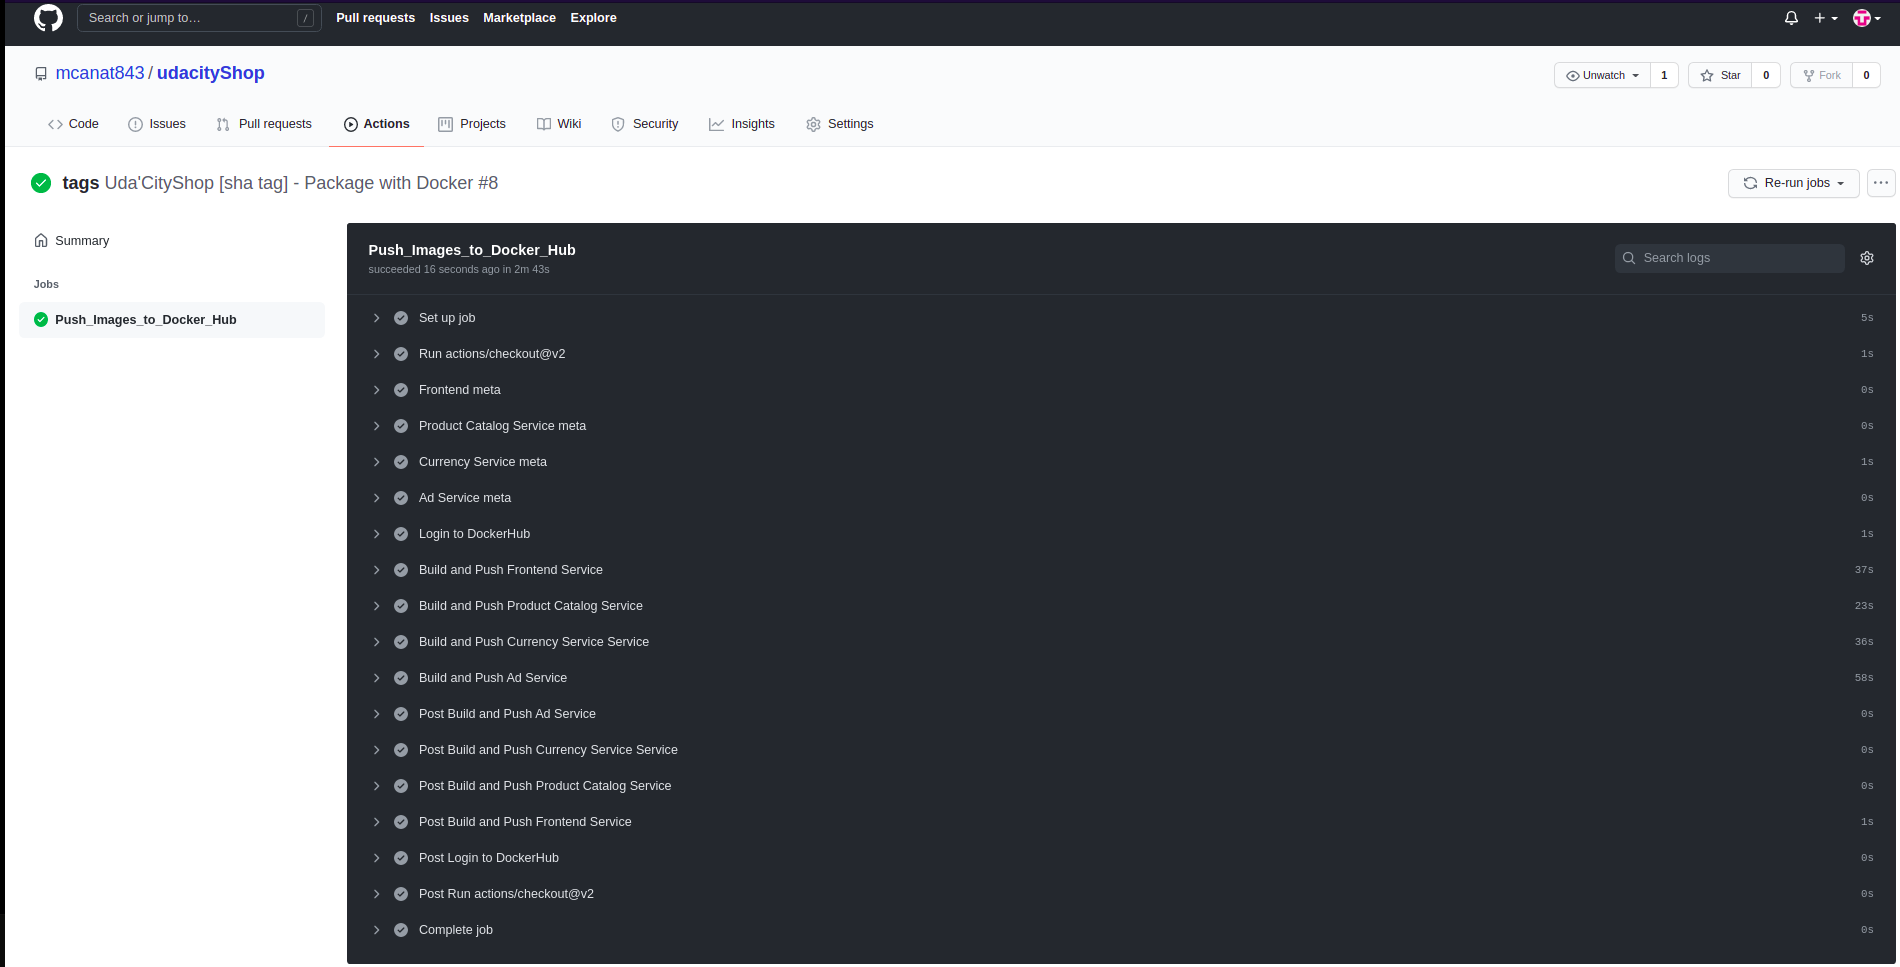 Search or jump to… / Pull requests Issues Marketplace Explore
mcanat843 / udacityShop Unwatch 1 Star 0 Fork 0
Code Issues Pull requests Actions Projects Wiki Security Insights Settings
tags Uda'CityShop [sha tag] - Package with Docker #8 Re-run jobs
Summary
Jobs
Push_Images_to_Docker_Hub
Push_Images_to_Docker_Hub
succeeded 16 seconds ago in 2m 43s
Search logs
Set up job 5s
Run actions/checkout@v2 1s
Frontend meta 0s
Product Catalog Service meta 0s
Currency Service meta 1s
Ad Service meta 0s
Login to DockerHub 1s
Build and Push Frontend Service 37s
Build and Push Product Catalog Service 23s
Build and Push Currency Service Service 36s
Build and Push Ad Service 58s
Post Build and Push Ad Service 0s
Post Build and Push Currency Service Service 0s
Post Build and Push Product Catalog Service 0s
Post Build and Push Frontend Service 1s
Post Login to DockerHub 0s
Post Run actions/checkout@v2 0s
Complete job 0s